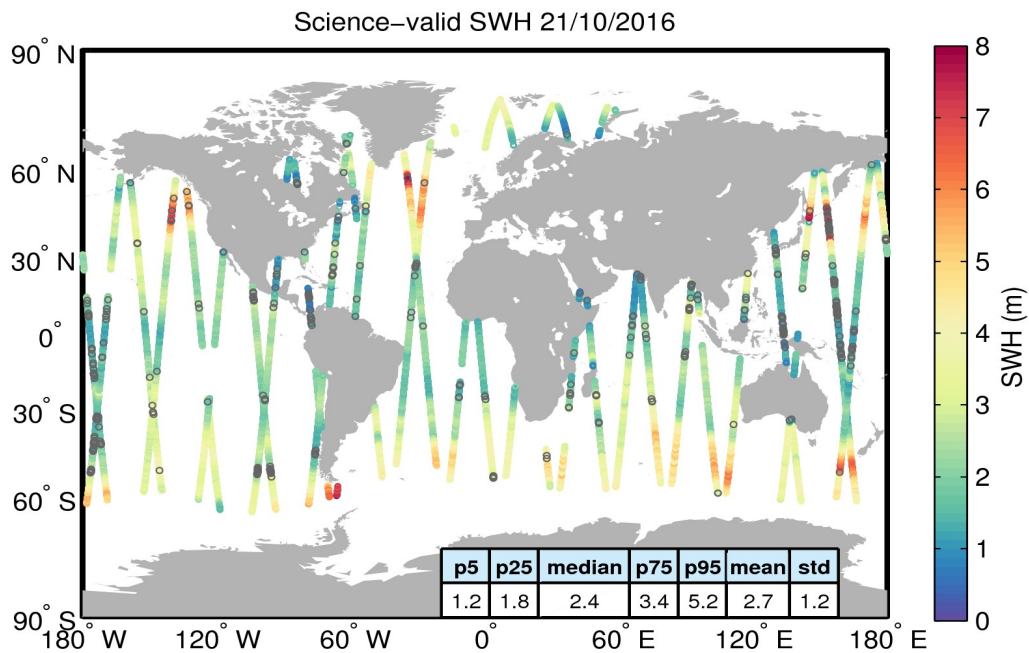 Science−valid SWH 21/10/2016
90° N
60° N
30° N
0°
30° S
60° S
90° S
180° W
120° W
60° W
0°
60° E
120° E
180° E
p5 p25 median p75 p95 mean std
1.2 1.8 2.4 3.4 5.2 2.7 1.2
8
7
6
5
4
3
2
1
0
SWH (m)